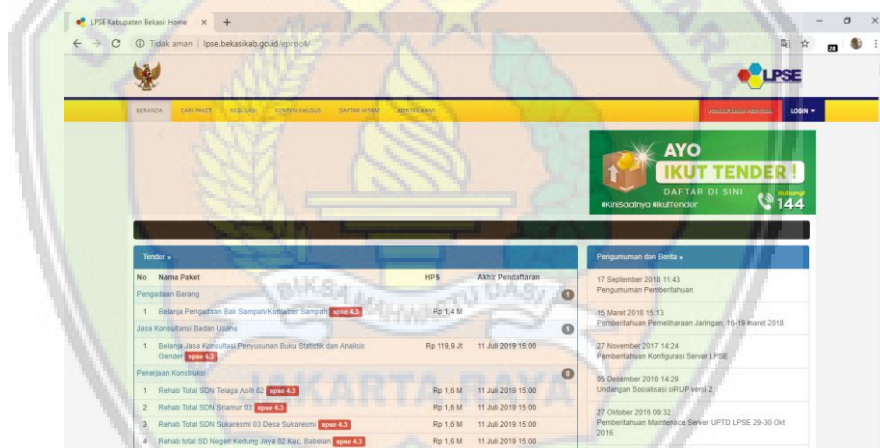 LPSE Kabupaten Bekasi: Home
Tidak aman | lpse.bekasikab.go.id/eproc4/
28
LPSE
BERANDA CARI PAKET REGULASI KONTEN KHUSUS DAFTAR HITAM KONTAK KAMI
LOGIN
AYO
IKUT TENDER !
DAFTAR DI SINI
#KiniSaatnya #IkutTender
hubungi
144
Tender »
No Nama Paket HPS Akhir Pendaftaran
Pengadaan Barang 1
1 Belanja Pengadaan Bak Sampah/Kontainer Sampah spse 4.3 Rp 1,4 M
Jasa Konsultansi Badan Usaha 1
1 Belanja Jasa Konsultasi Penyusunan Buku Statistik dan Analisis
Gender spse 4.3 Rp 119,9 Jt 11 Juli 2019 15:00
Pekerjaan Konstruksi 8
1 Rehab Total SDN Telaga Asih 02 spse 4.3 Rp 1,6 M 11 Juli 2019 15:00
2 Rehab Total SDN Sriamur 03 spse 4.3 Rp 1,6 M 11 Juli 2019 15:00
3 Rehab Total SDN Sukaresmi 03 Desa Sukaresmi spse 4.3 Rp 1,6 M 11 Juli 2019 15:00
4 Rehab total SD Negeri Kedung Jaya 02 Kec. Babelan spse 4.3 Rp 1,6 M 11 Juli 2019 15:00
Pengumuman dan Berita »
17 September 2018 11:43
Pengumuman Pemberitahuan
15 Maret 2018 15:13
Pemberitahuan Pemeliharaan Jaringan, 16-19 maret 2018
27 November 2017 14:24
Pemberitahuan Konfigurasi Server LPSE
05 Desember 2016 14:29
Undangan Sosialisasi siRUP versi 2
27 Oktober 2016 09:32
Pemberitahuan Maintenace Server UPTD LPSE 29-30 Okt
2016
JAKARTA RAYA